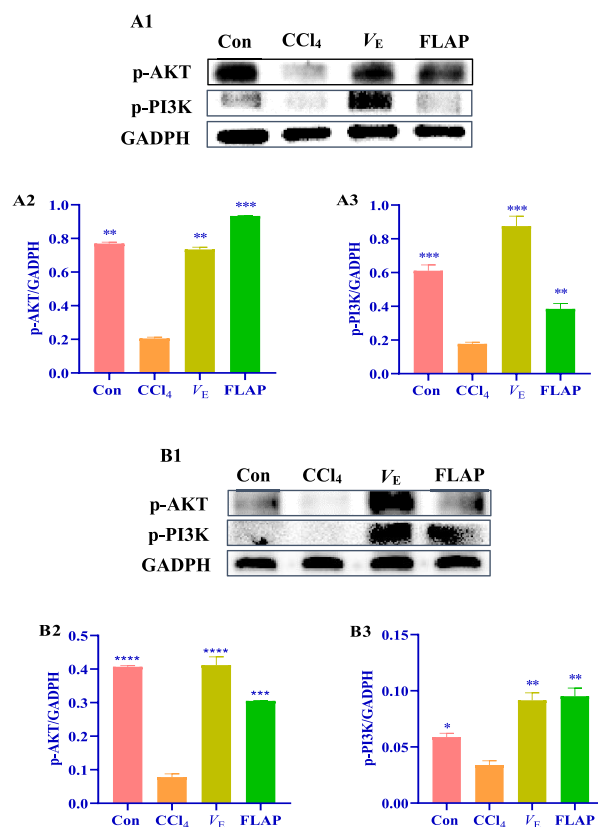 A1
Con CCl₄ VE FLAP
p-AKT
p-PI3K
GADPH
A2
p-AKT/GADPH
1.0
0.8
0.6
0.4
0.2
0.0
** ** ***
Con CCl₄ VE FLAP
A3
p-PI3K/GADPH
1.0
0.8
0.6
0.4
0.2
0.0
*** *** **
Con CCl₄ VE FLAP
B1
Con CCl₄ VE FLAP
p-AKT
p-PI3K
GADPH
B2
p-AKT/GADPH
0.5
0.4
0.3
0.2
0.1
0.0
**** **** ***
Con CCl₄ VE FLAP
B3
p-PI3K/GADPH
0.15
0.10
0.05
0.00
* ** **
Con CCl₄ VE FLAP